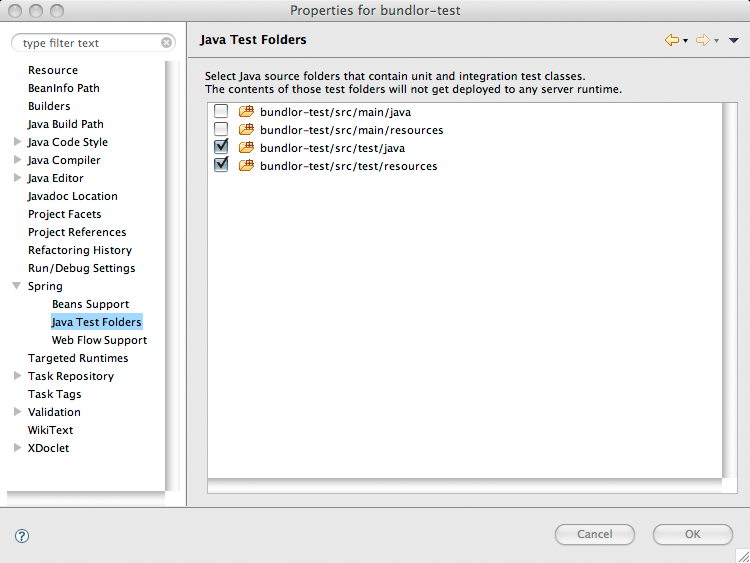 Properties for bundlor-test
type filter text
Resource
BeanInfo Path
Builders
Java Build Path
Java Code Style
Java Compiler
Java Editor
Javadoc Location
Project Facets
Project References
Refactoring History
Run/Debug Settings
Spring
Beans Support
Java Test Folders
Web Flow Support
Targeted Runtimes
Task Repository
Task Tags
Validation
WikiText
XDoclet
Java Test Folders
Select Java source folders that contain unit and integration test classes.
The contents of those test folders will not get deployed to any server runtime.
bundlor-test/src/main/java
bundlor-test/src/main/resources
bundlor-test/src/test/java
bundlor-test/src/test/resources
?
Cancel
OK